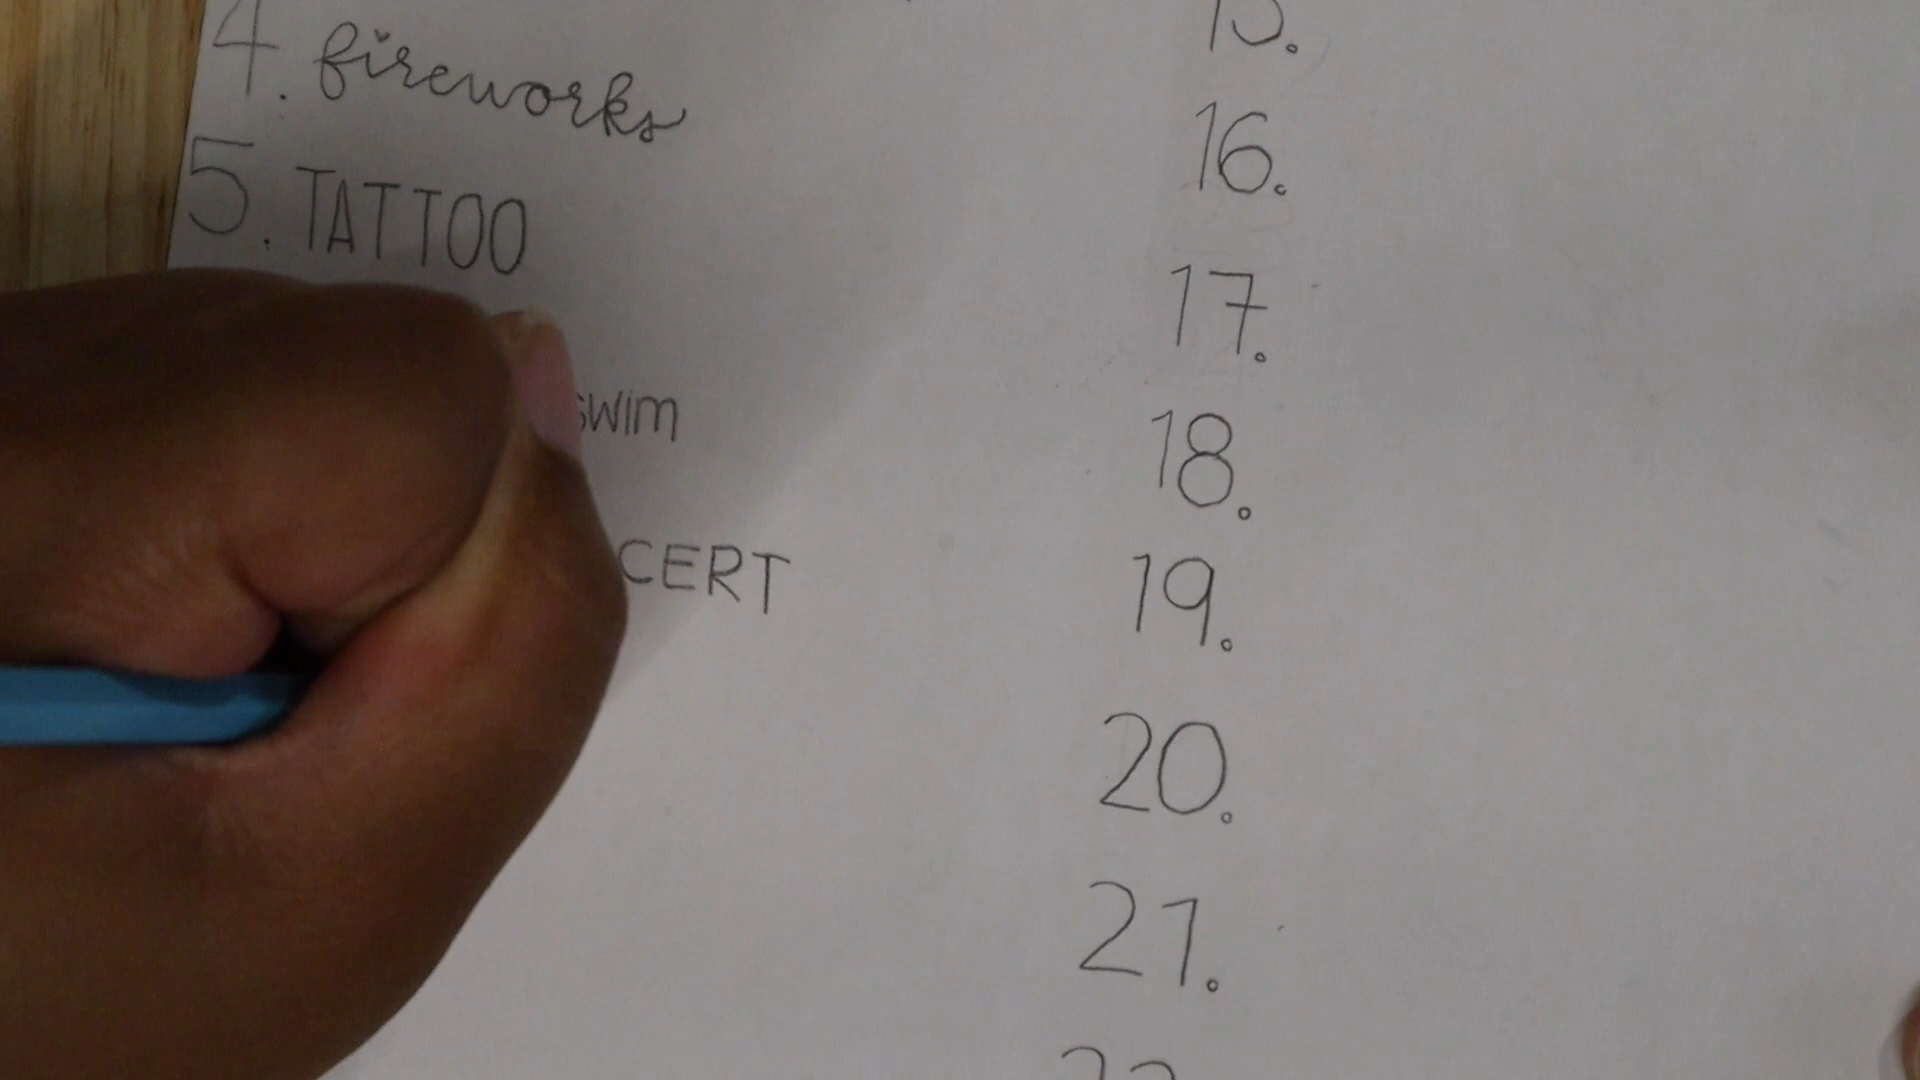 4. fireworks
5. TATTOO
swim
CERT
16.
17.
18.
19.
20.
21.